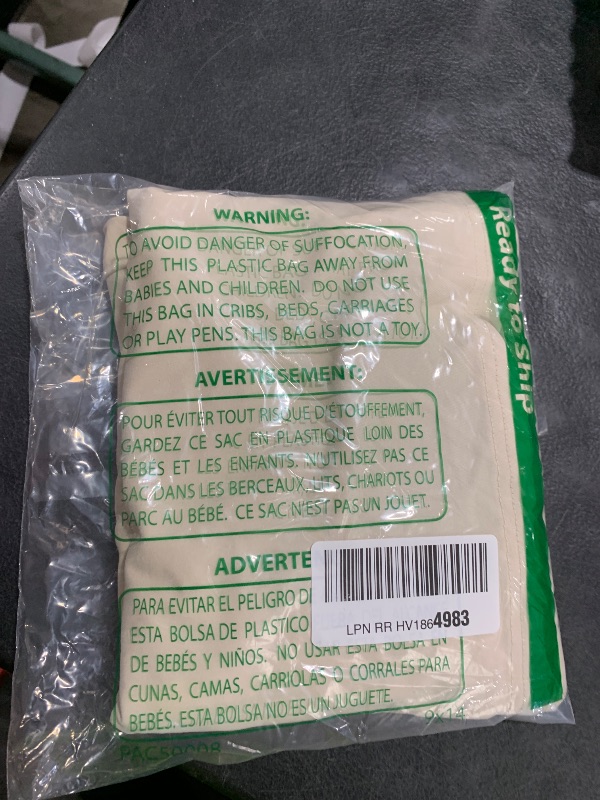 WARNING:
TO AVOID DANGER OF SUFFOCATION,
KEEP THIS PLASTIC BAG AWAY FROM
BABIES AND CHILDREN. DO NOT USE
THIS BAG IN CRIBS, BEDS, CARRIAGES
OR PLAY PENS. THIS BAG IS NOT A TOY.
Ready to Ship
AVERTISSEMENT:
POUR ÉVITER TOUT RISQUE D'ÉTOUFFEMENT,
GARDEZ CE SAC EN PLASTIQUE LOIN DES
BÉBÉS ET LES ENFANTS. N'UTILISEZ PAS CE
SAC DANS LES BERCEAUX, LITS, CHARIOTS OU
PARC AU BÉBÉ. CE SAC N'EST PAS UN JOUET.
ADVERTE
PARA EVITAR EL PELIGRO D
ESTA BOLSA DE PLASTICO
DE BEBÉS Y NIÑOS. NO USAR ESTA BOLSA EN
CUNAS, CAMAS, CARRIOLAS O CORRALES PARA
BEBÉS. ESTA BOLSA NO ES UN JUGUETE.
LPN RR HV1864983
9x14